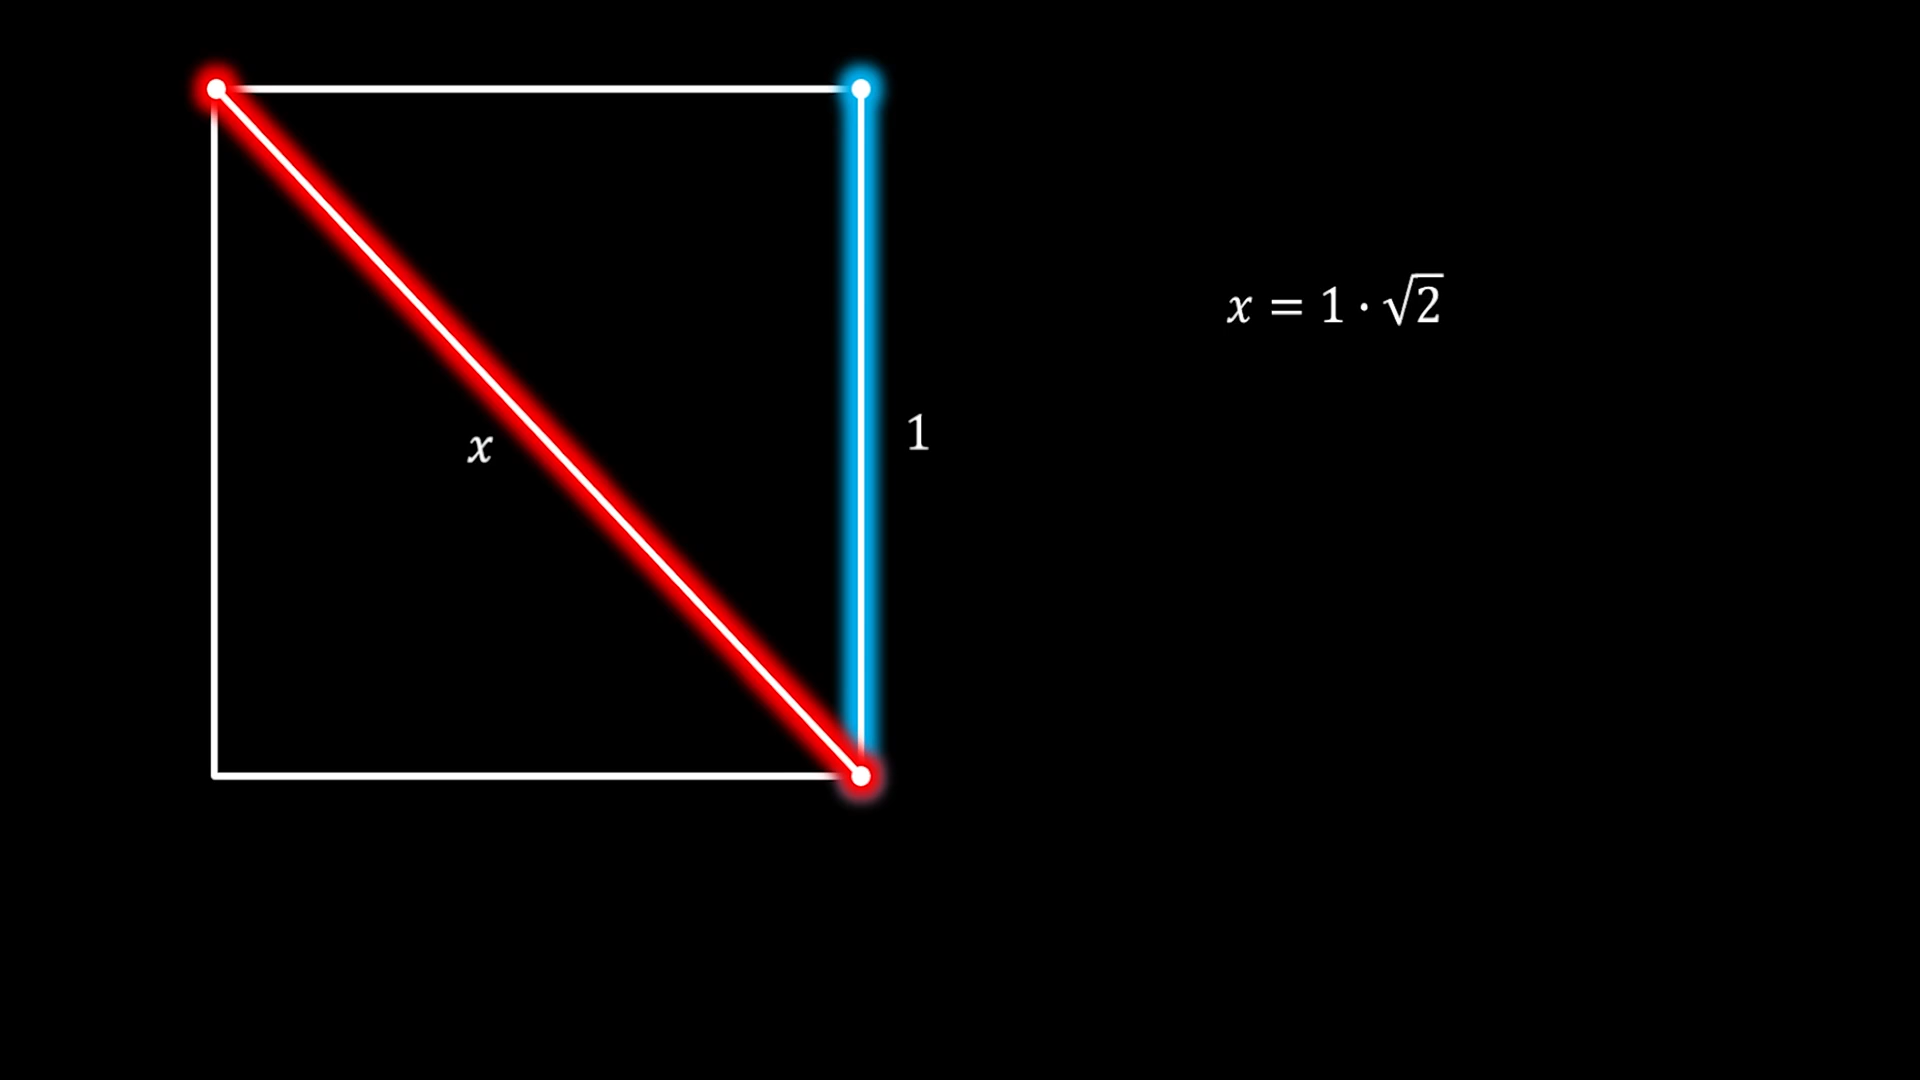 x = 1 · √2
1
x